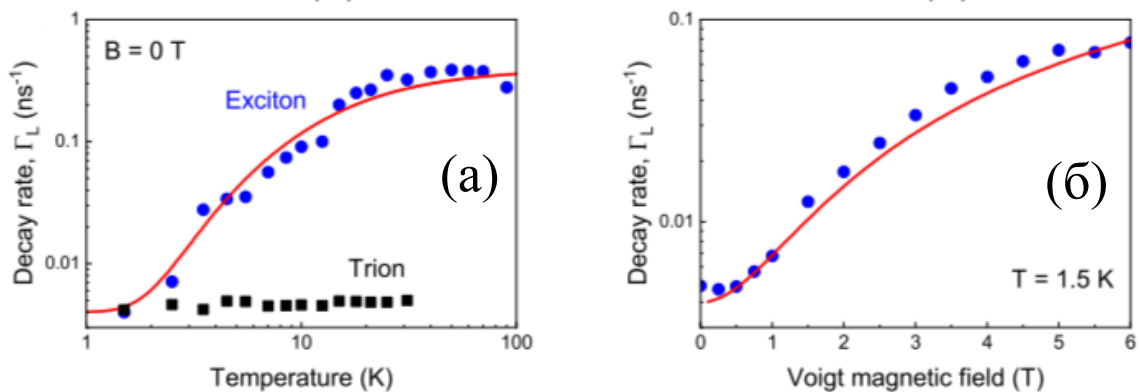 1
0.1
0.01
B = 0 T
Exciton
(а)
Trion
1
10
100
Temperature (K)
Decay rate, Γ_L (ns⁻¹)
0.1
0.01
(б)
T = 1.5 K
0
1
2
3
4
5
6
Voigt magnetic field (T)
Decay rate, Γ_L (ns⁻¹)